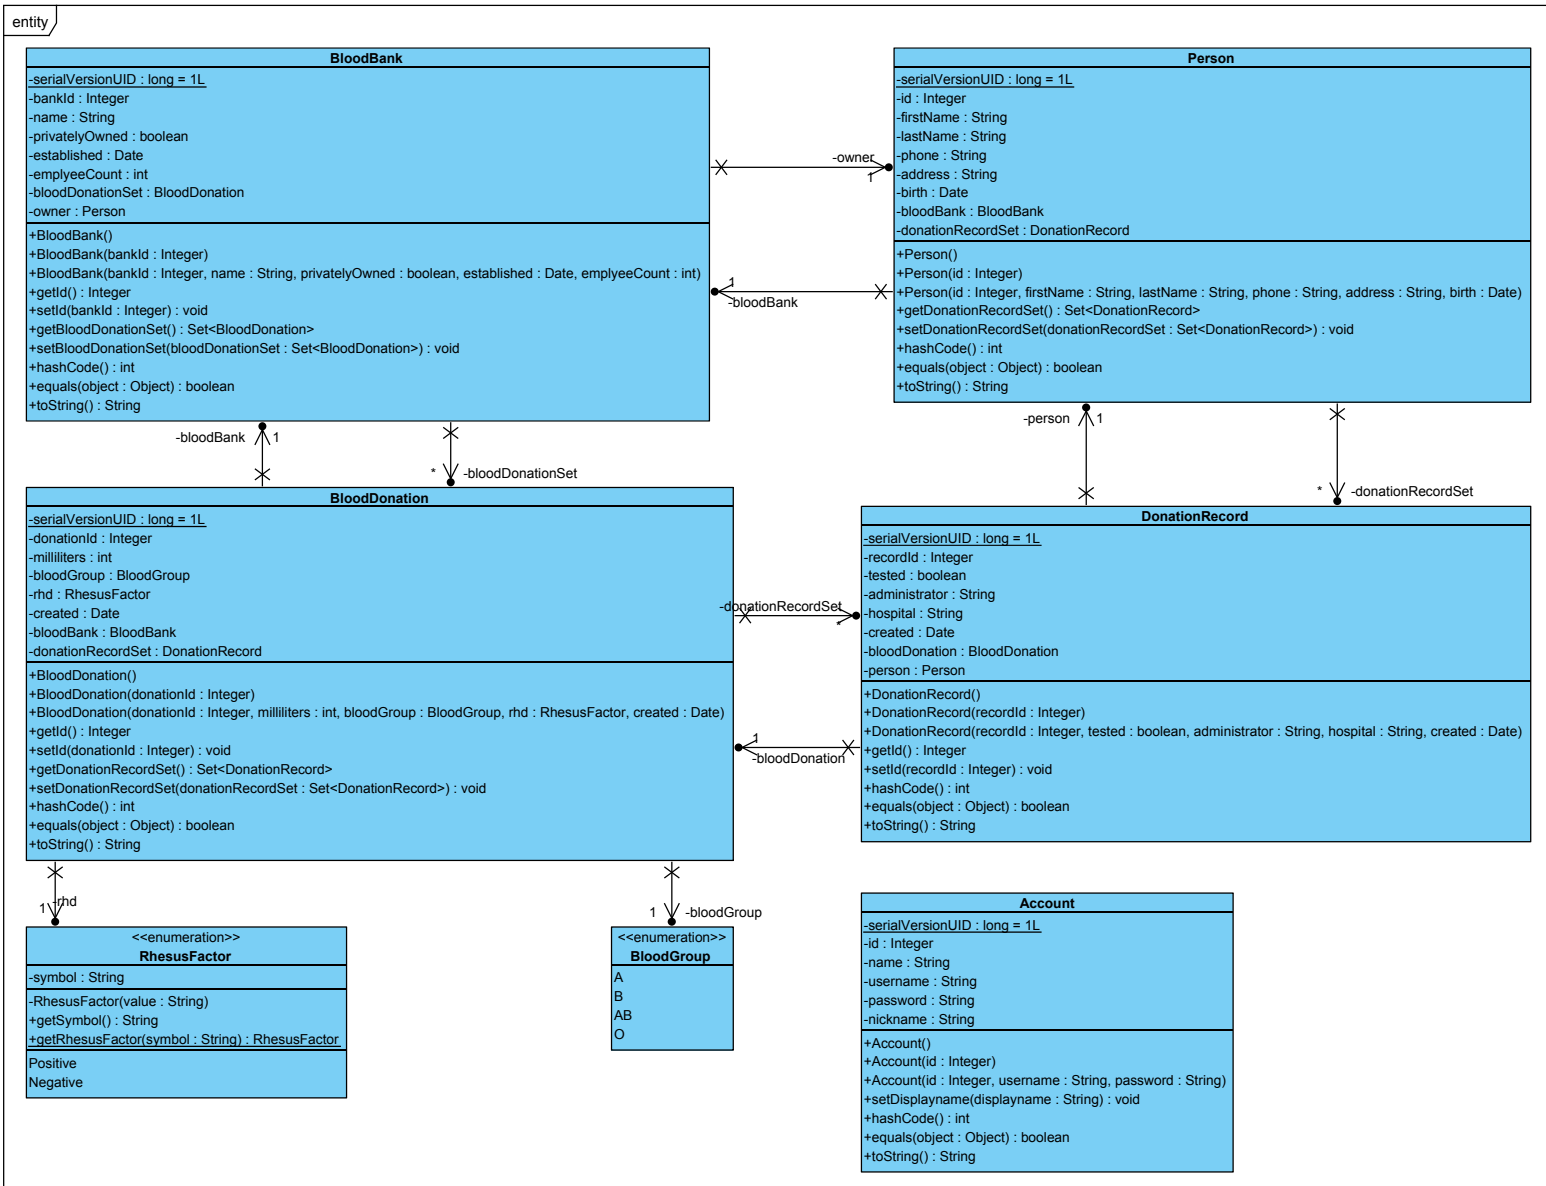 entity
BloodBank
-serialVersionUID : long = 1L
-bankId : Integer
-name : String
-privatelyOwned : boolean
-established : Date
-emplyeeCount : int
-bloodDonationSet : BloodDonation
-owner : Person
+BloodBank()
+BloodBank(bankId : Integer)
+BloodBank(bankId : Integer, name : String, privatelyOwned : boolean, established : Date, emplyeeCount : int)
+getId() : Integer
+setId(bankId : Integer) : void
+getBloodDonationSet() : Set<BloodDonation>
+setBloodDonationSet(bloodDonationSet : Set<BloodDonation>) : void
+hashCode() : int
+equals(object : Object) : boolean
+toString() : String
-owner
1
1
-bloodBank
Person
-serialVersionUID : long = 1L
-id : Integer
-firstName : String
-lastName : String
-phone : String
-address : String
-birth : Date
-bloodBank : BloodBank
-donationRecordSet : DonationRecord
+Person()
+Person(id : Integer)
+Person(id : Integer, firstName : String, lastName : String, phone : String, address : String, birth : Date)
+getDonationRecordSet() : Set<DonationRecord>
+setDonationRecordSet(donationRecordSet : Set<DonationRecord>) : void
+hashCode() : int
+equals(object : Object) : boolean
+toString() : String
-bloodBank
1
*
-bloodDonationSet
-person
1
*
-donationRecordSet
BloodDonation
-serialVersionUID : long = 1L
-donationId : Integer
-milliliters : int
-bloodGroup : BloodGroup
-rhd : RhesusFactor
-created : Date
-bloodBank : BloodBank
-donationRecordSet : DonationRecord
+BloodDonation()
+BloodDonation(donationId : Integer)
+BloodDonation(donationId : Integer, milliliters : int, bloodGroup : BloodGroup, rhd : RhesusFactor, created : Date)
+getId() : Integer
+setId(donationId : Integer) : void
+getDonationRecordSet() : Set<DonationRecord>
+setDonationRecordSet(donationRecordSet : Set<DonationRecord>) : void
+hashCode() : int
+equals(object : Object) : boolean
+toString() : String
-donationRecordSet
*
1
-bloodDonation
DonationRecord
-serialVersionUID : long = 1L
-recordId : Integer
-tested : boolean
-administrator : String
-hospital : String
-created : Date
-bloodDonation : BloodDonation
-person : Person
+DonationRecord()
+DonationRecord(recordId : Integer)
+DonationRecord(recordId : Integer, tested : boolean, administrator : String, hospital : String, created : Date)
+getId() : Integer
+setId(recordId : Integer) : void
+hashCode() : int
+equals(object : Object) : boolean
+toString() : String
1
-rhd
1
-bloodGroup
<<enumeration>>
RhesusFactor
-symbol : String
-RhesusFactor(value : String)
+getSymbol() : String
+getRhesusFactor(symbol : String) : RhesusFactor
Positive
Negative
<<enumeration>>
BloodGroup
A
B
AB
O
Account
-serialVersionUID : long = 1L
-id : Integer
-name : String
-username : String
-password : String
-nickname : String
+Account()
+Account(id : Integer)
+Account(id : Integer, username : String, password : String)
+setDisplayname(displayname : String) : void
+hashCode() : int
+equals(object : Object) : boolean
+toString() : String